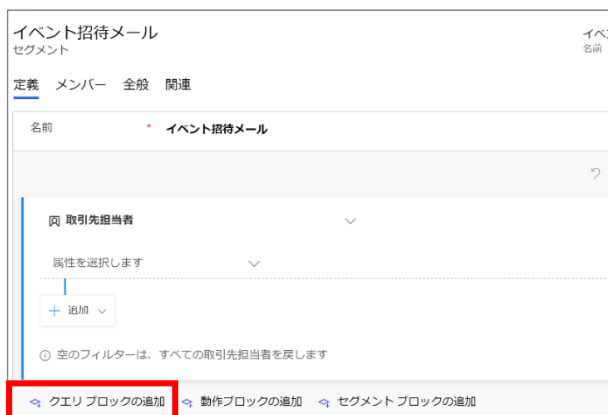 イベント招待メール
セグメント
イベ
名前
定義 メンバー 全般 関連
名前 * イベント招待メール
取引先担当者
属性を選択します
+ 追加
空のフィルターは、すべての取引先担当者を戻します
クエリ ブロックの追加 動作ブロックの追加 セグメント ブロックの追加